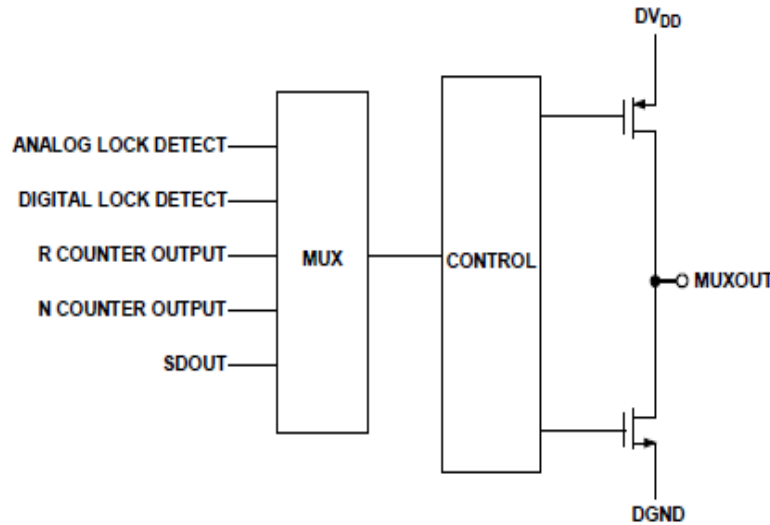 DVDD
ANALOG LOCK DETECT
DIGITAL LOCK DETECT
R COUNTER OUTPUT
MUX
CONTROL
MUXOUT
N COUNTER OUTPUT
SDOUT
DGND